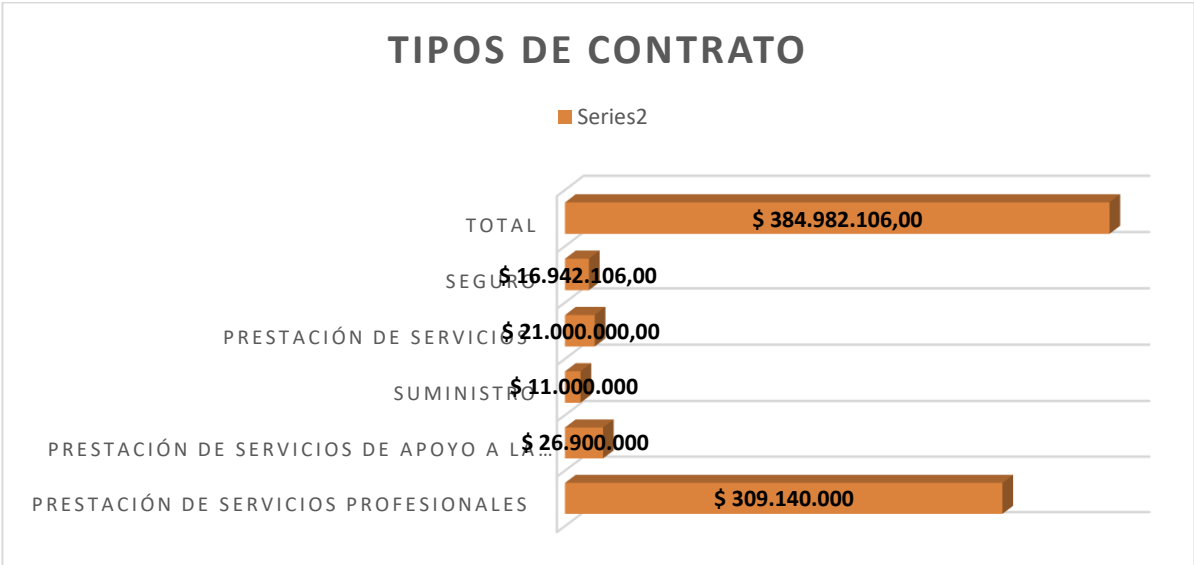 TIPOS DE CONTRATO
Series2
TOTAL $ 384.982.106,00
SEGURO $ 16.942.106,00
PRESTACIÓN DE SERVICIOS $ 21.000.000,00
SUMINISTRO $ 11.000.000
PRESTACIÓN DE SERVICIOS DE APOYO A LA… $ 26.900.000
PRESTACIÓN DE SERVICIOS PROFESIONALES $ 309.140.000